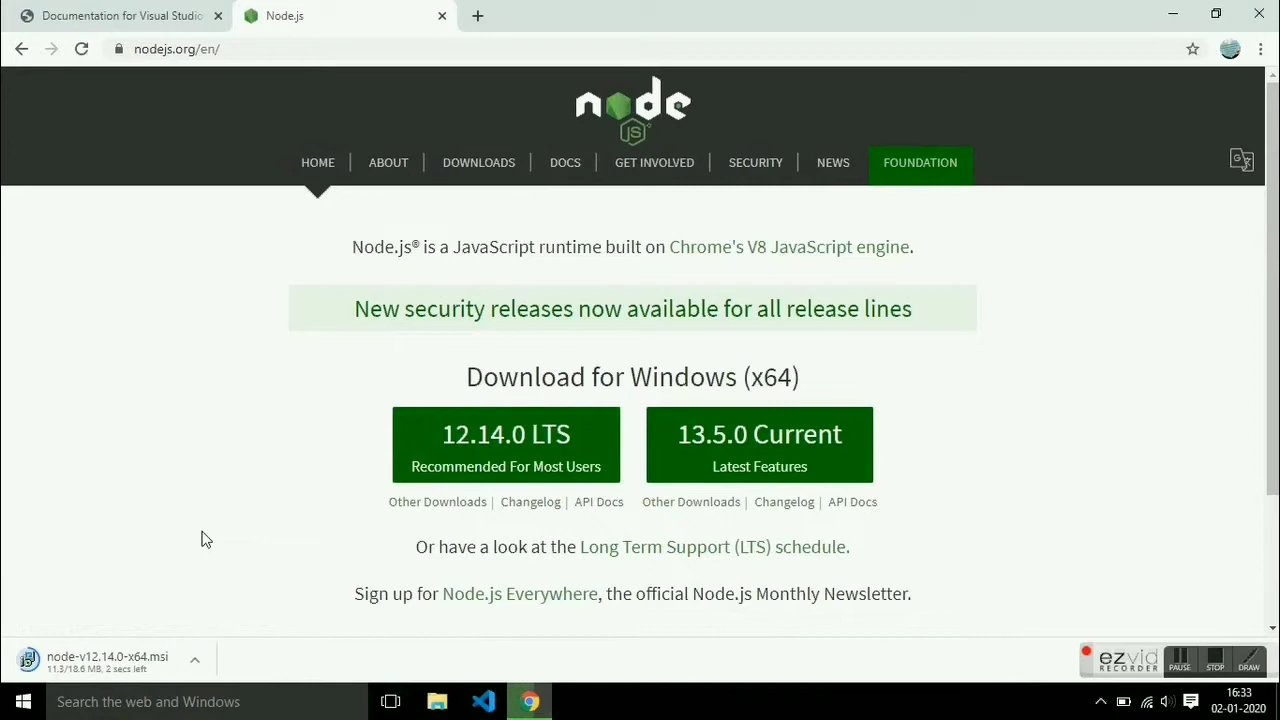 Documentation for Visual Studio
Node.js
nodejs.org/en/
node
JS
HOME
ABOUT
DOWNLOADS
DOCS
GET INVOLVED
SECURITY
NEWS
FOUNDATION
Node.js® is a JavaScript runtime built on Chrome's V8 JavaScript engine.
New security releases now available for all release lines
Download for Windows (x64)
12.14.0 LTS
Recommended For Most Users
13.5.0 Current
Latest Features
Other Downloads | Changelog | API Docs
Other Downloads | Changelog | API Docs
Or have a look at the Long Term Support (LTS) schedule.
Sign up for Node.js Everywhere, the official Node.js Monthly Newsletter.
node-v12.14.0-x64.msi
11.3/18.6 MB, 2 secs left
ezvid
RECORDER
PAUSE
STOP
DRAW
Search the web and Windows
16:33
02-01-2020